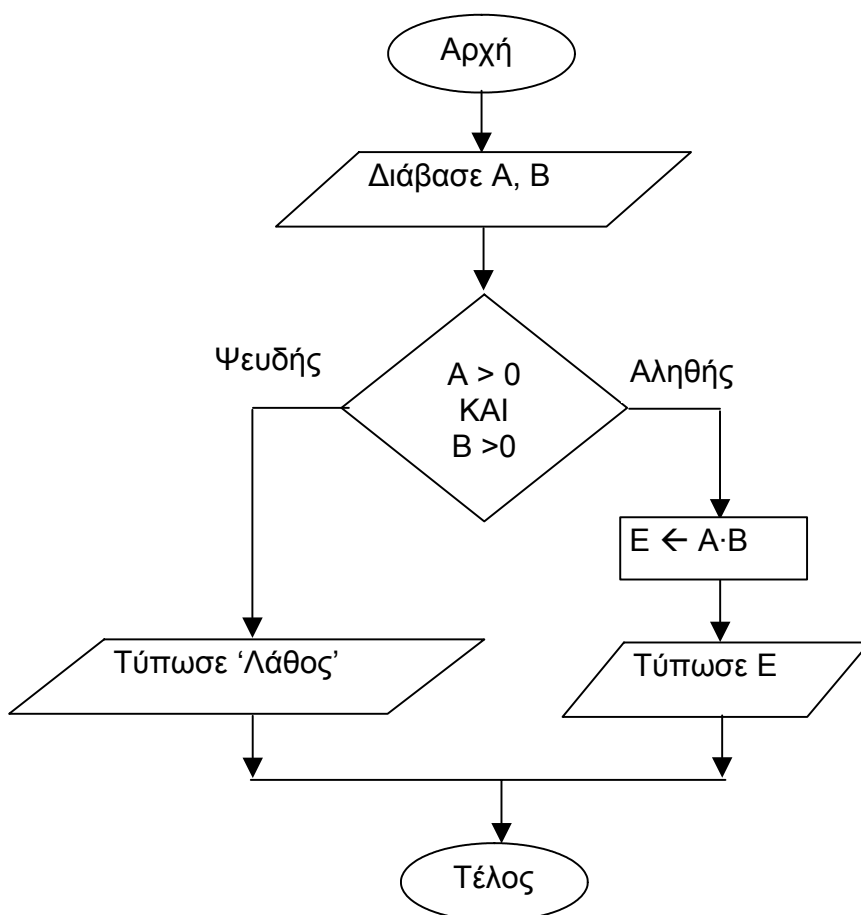 Αρχή
Διάβασε Α, Β
Ψευδής
Αληθής
Α > 0
ΚΑΙ
Β >0
Ε ← Α·Β
Τύπωσε ‘Λάθος’
Τύπωσε Ε
Τέλος